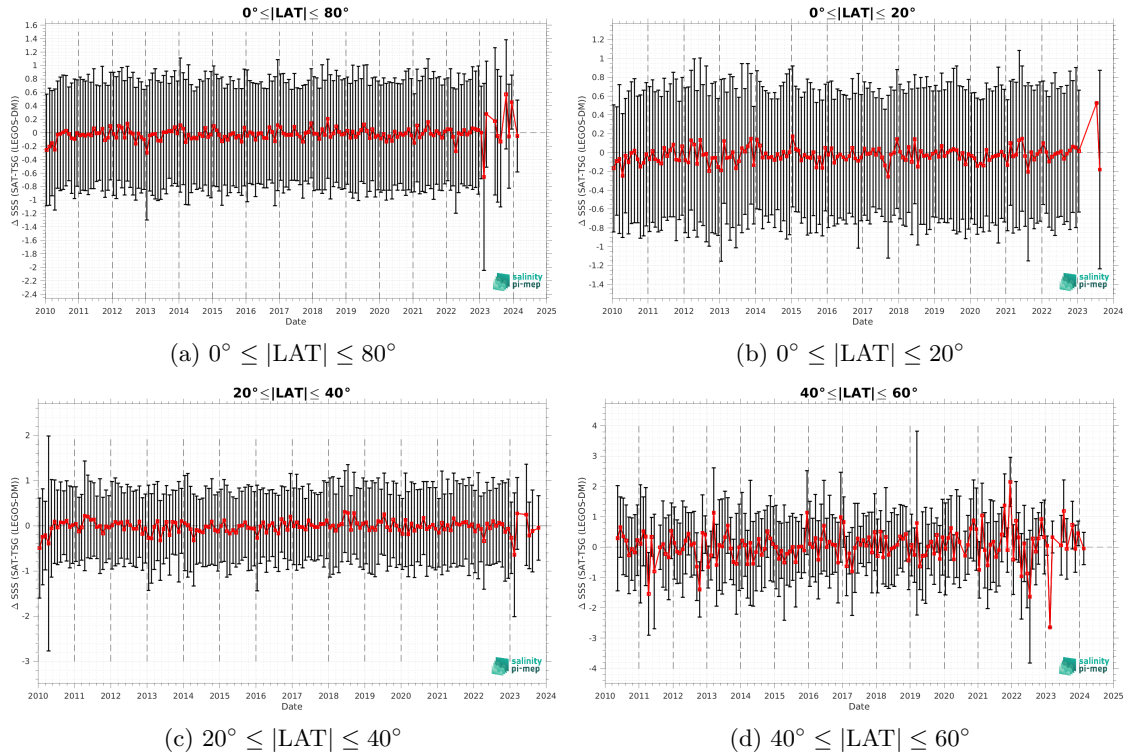 0°≤|LAT|≤ 80°
Δ SSS (SAT-TSG (LEGOS-DM))
1.6
1.4
1.2
1
0.8
0.6
0.4
0.2
0
-0.2
-0.4
-0.6
-0.8
-1
-1.2
-1.4
-1.6
-1.8
-2
-2.2
-2.4
salinity
pi-mep
2010 2011 2012 2013 2014 2015 2016 2017 2018 2019 2020 2021 2022 2023 2024 2025
Date
(a) 0° ≤ |LAT| ≤ 80°
0°≤|LAT|≤ 20°
Δ SSS (SAT-TSG (LEGOS-DM))
1.2
1
0.8
0.6
0.4
0.2
0
-0.2
-0.4
-0.6
-0.8
-1
-1.2
-1.4
salinity
pi-mep
2010 2011 2012 2013 2014 2015 2016 2017 2018 2019 2020 2021 2022 2023 2024
Date
(b) 0° ≤ |LAT| ≤ 20°
20°≤|LAT|≤ 40°
Δ SSS (SAT-TSG (LEGOS-DM))
2
1
0
-1
-2
-3
salinity
pi-mep
2010 2011 2012 2013 2014 2015 2016 2017 2018 2019 2020 2021 2022 2023 2024
Date
(c) 20° ≤ |LAT| ≤ 40°
40°≤|LAT|≤ 60°
Δ SSS (SAT-TSG (LEGOS-DM))
4
3
2
1
0
-1
-2
-3
-4
salinity
pi-mep
2010 2011 2012 2013 2014 2015 2016 2017 2018 2019 2020 2021 2022 2023 2024 2025
Date
(d) 40° ≤ |LAT| ≤ 60°